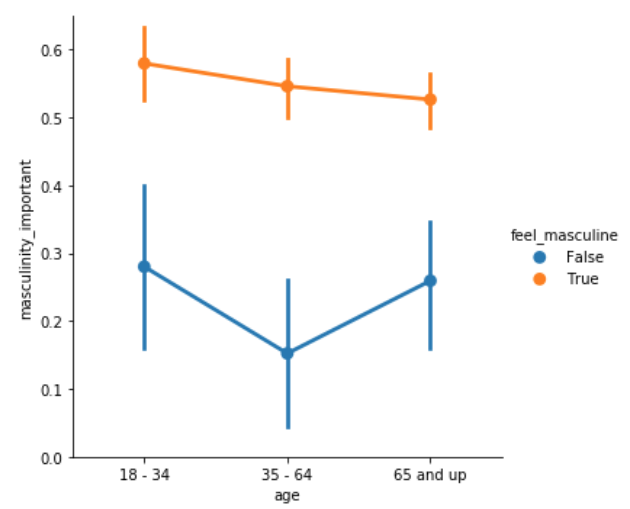 0.6
0.5
0.4
0.3
0.2
0.1
0.0
masculinity_important
18 - 34
35 - 64
65 and up
age
feel_masculine
False
True